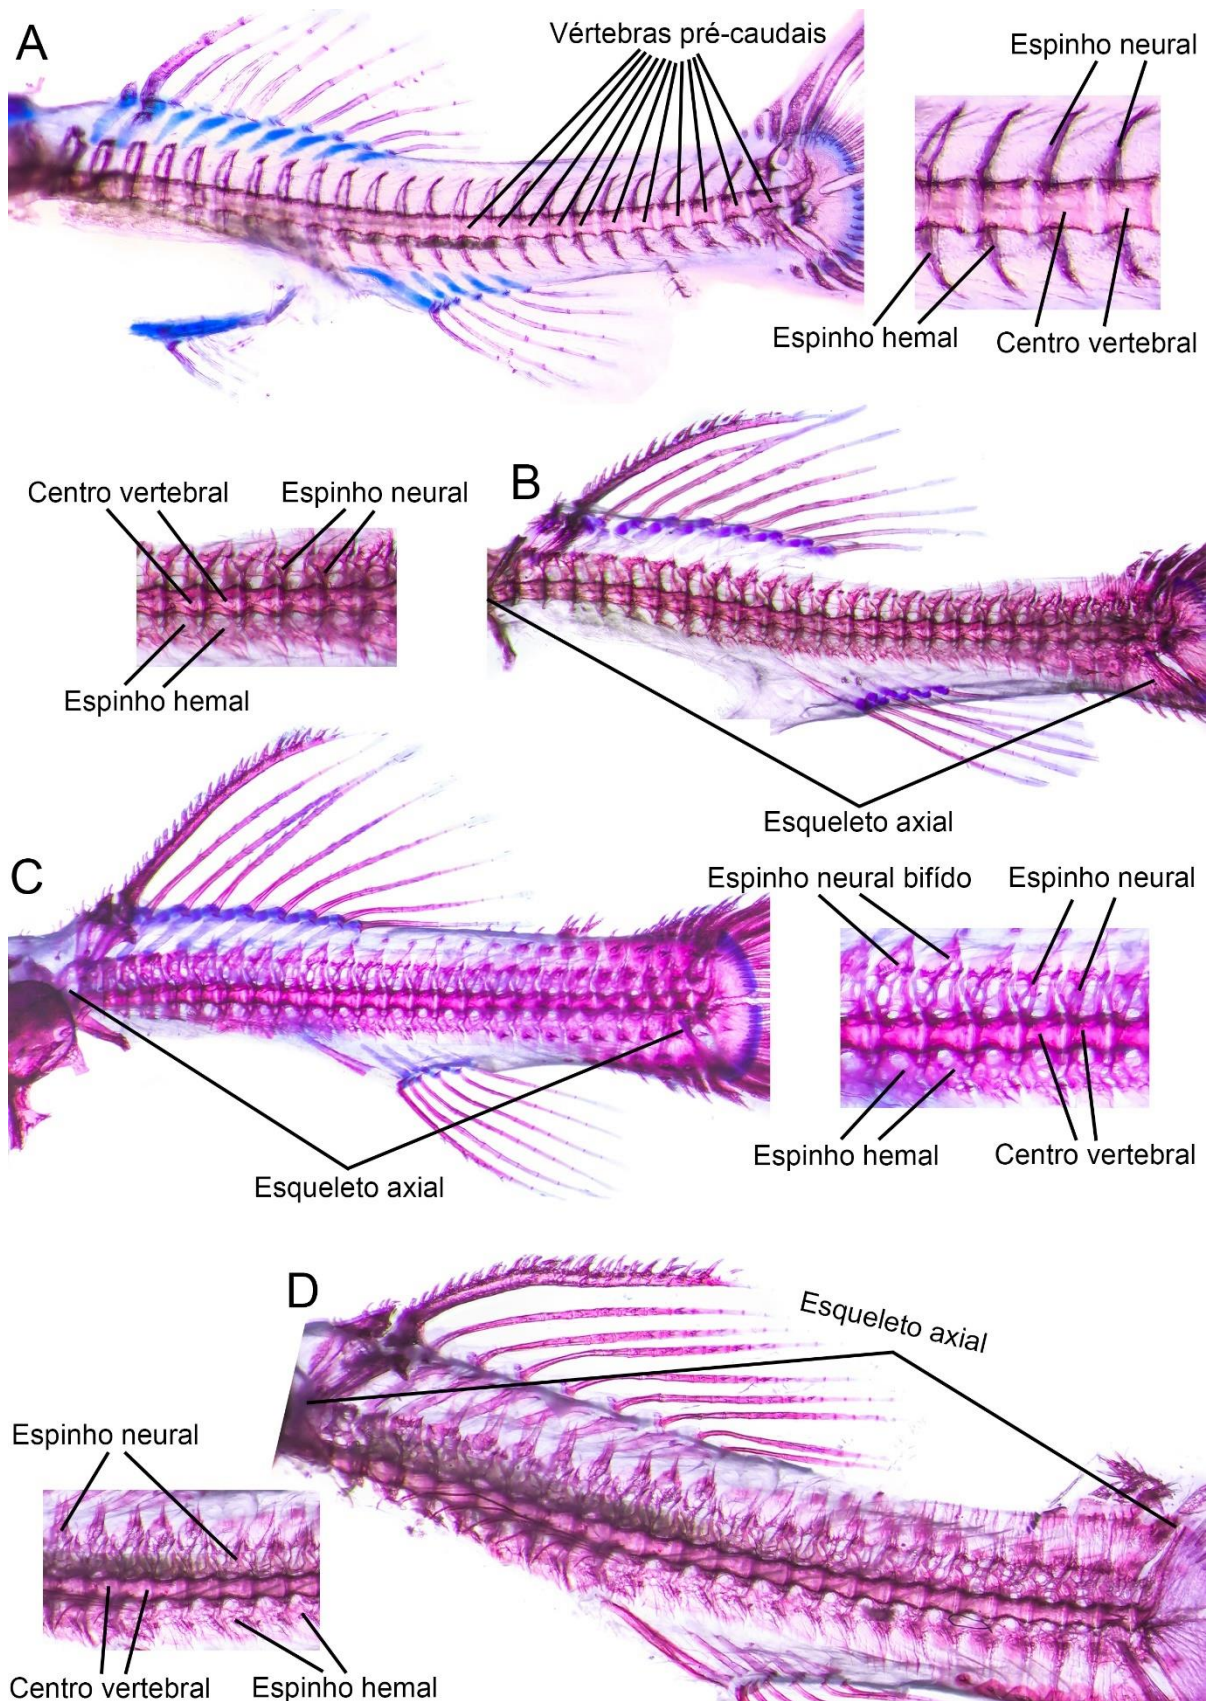 A
Vértebras pré-caudais
Espinho neural
Espinho hemal
Centro vertebral
Centro vertebral
Espinho neural
B
Espinho hemal
Esqueleto axial
C
Espinho neural bifído
Espinho neural
Espinho hemal
Centro vertebral
Esqueleto axial
D
Esqueleto axial
Espinho neural
Centro vertebral
Espinho hemal